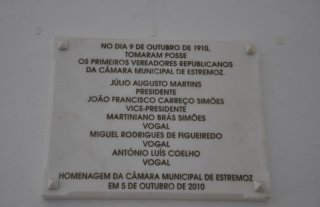 NO DIA 9 DE OUTUBRO DE 1910,
TOMARAM POSSE
OS PRIMEIROS VEREADORES REPUBLICANOS
DA CÂMARA MUNICIPAL DE ESTREMOZ.
JÚLIO AUGUSTO MARTINS
PRESIDENTE
JOÃO FRANCISCO CARREÇO SIMÕES
VICE-PRESIDENTE
MARTINIANO BRÁS SIMÕES
VOGAL
MIGUEL RODRIGUES DE FIGUEIREDO
VOGAL
ANTÓNIO LUÍS COELHO
VOGAL
HOMENAGEM DA CÂMARA MUNICIPAL DE ESTREMOZ
EM 5 DE OUTUBRO DE 2010